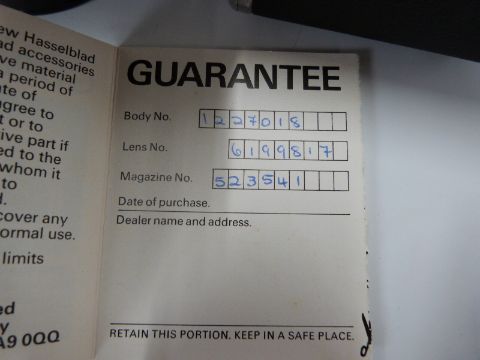 ew Hasselblad
ad accessories
ve material
a period of
ate of
gree to
t or to
ive part if
ed to the
whom it
to
d.
cover any
ormal use.
limits
ed
y
A9 0QQ
GUARANTEE
Body No. 1227018
Lens No. 6199817
Magazine No. 523541
Date of purchase.
Dealer name and address.
RETAIN THIS PORTION. KEEP IN A SAFE PLACE.